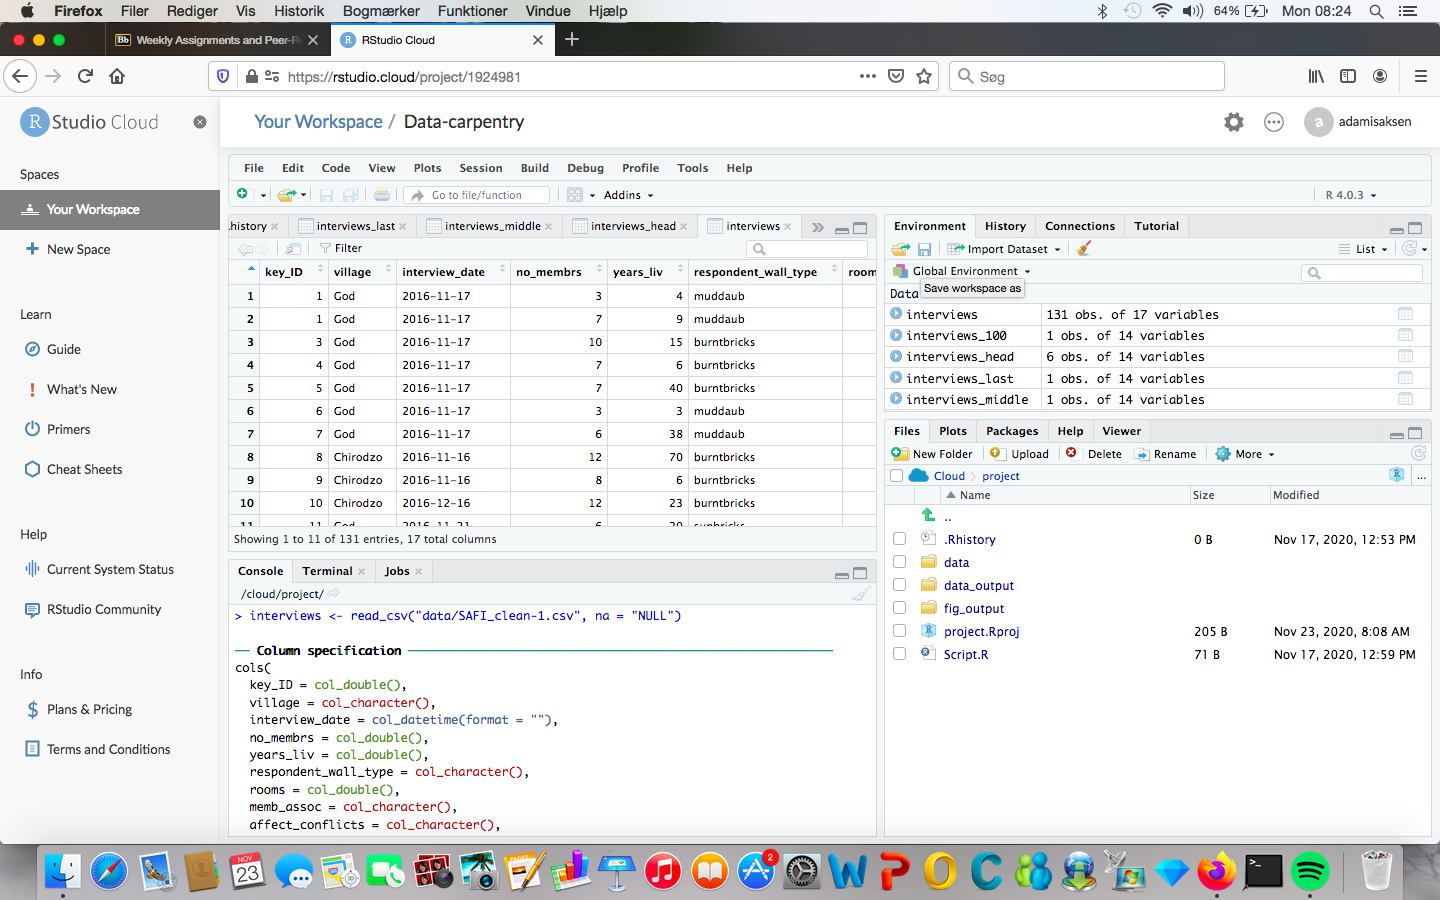 Firefox Filer Rediger Vis Historik Bogmærker Funktioner Vindue Hjælp 64% Mon 08:24
Bb Weekly Assignments and Peer-R RStudio Cloud
https://rstudio.cloud/project/1924981 Søg
R Studio Cloud
Your Workspace / Data-carpentry
a adamisaksen
Spaces
Your Workspace
New Space
Learn
Guide
What's New
Primers
Cheat Sheets
Help
Current System Status
RStudio Community
Info
Plans & Pricing
Terms and Conditions
File Edit Code View Plots Session Build Debug Profile Tools Help
Go to file/function Addins R 4.0.3
.history interviews_last interviews_middle interviews_head interviews
Filter
key_ID village interview_date no_membrs years_liv respondent_wall_type room
1 1 God 2016-11-17 3 4 muddaub
2 1 God 2016-11-17 7 9 muddaub
3 3 God 2016-11-17 10 15 burntbricks
4 4 God 2016-11-17 7 6 burntbricks
5 5 God 2016-11-17 7 40 burntbricks
6 6 God 2016-11-17 3 3 muddaub
7 7 God 2016-11-17 6 38 muddaub
8 8 Chirodzo 2016-11-16 12 70 burntbricks
9 9 Chirodzo 2016-11-16 8 6 burntbricks
10 10 Chirodzo 2016-12-16 12 23 burntbricks
11 11 God 2016-11-21 6 20 sunbricks
Showing 1 to 11 of 131 entries, 17 total columns
Console Terminal Jobs
/cloud/project/
> interviews <- read_csv("data/SAFI_clean-1.csv", na = "NULL")
── Column specification ──
cols(
key_ID = col_double(),
village = col_character(),
interview_date = col_datetime(format = ""),
no_membrs = col_double(),
years_liv = col_double(),
respondent_wall_type = col_character(),
rooms = col_double(),
memb_assoc = col_character(),
affect_conflicts = col_character(),
Environment History Connections Tutorial
Import Dataset List
Global Environment
Save workspace as
Data
interviews 131 obs. of 17 variables
interviews_100 1 obs. of 14 variables
interviews_head 6 obs. of 14 variables
interviews_last 1 obs. of 14 variables
interviews_middle 1 obs. of 14 variables
Files Plots Packages Help Viewer
New Folder Upload Delete Rename More
Cloud project ...
Name Size Modified
..
.Rhistory 0 B Nov 17, 2020, 12:53 PM
data
data_output
fig_output
project.Rproj 205 B Nov 23, 2020, 8:08 AM
Script.R 71 B Nov 17, 2020, 12:59 PM
NOV
23
PAGES
2
>_